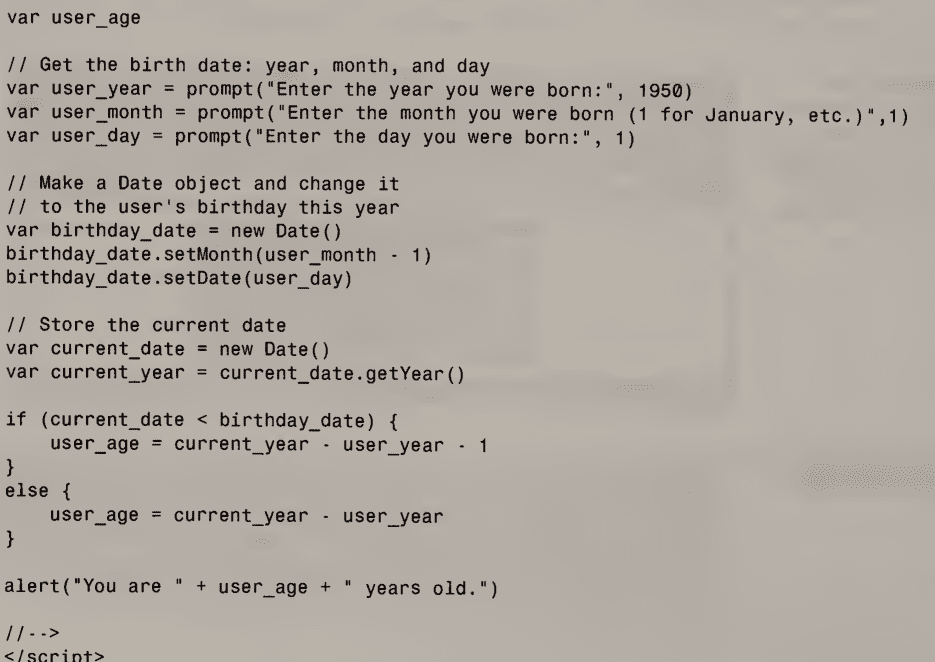 var user_age
// Get the birth date: year, month, and day
var user_year = prompt("Enter the year you were born:", 1950)
var user_month = prompt("Enter the month you were born (1 for January, etc.)",1)
var user_day = prompt("Enter the day you were born:", 1)
// Make a Date object and change it
// to the user's birthday this year
var birthday_date = new Date()
birthday_date.setMonth(user_month - 1)
birthday_date.setDate(user_day)
// Store the current date
var current_date = new Date()
var current_year = current_date.getYear()
if (current_date < birthday_date) {
    user_age = current_year - user_year - 1
}
else {
    user_age = current_year - user_year
}
alert("You are " + user_age + " years old.")
//-->
</script>